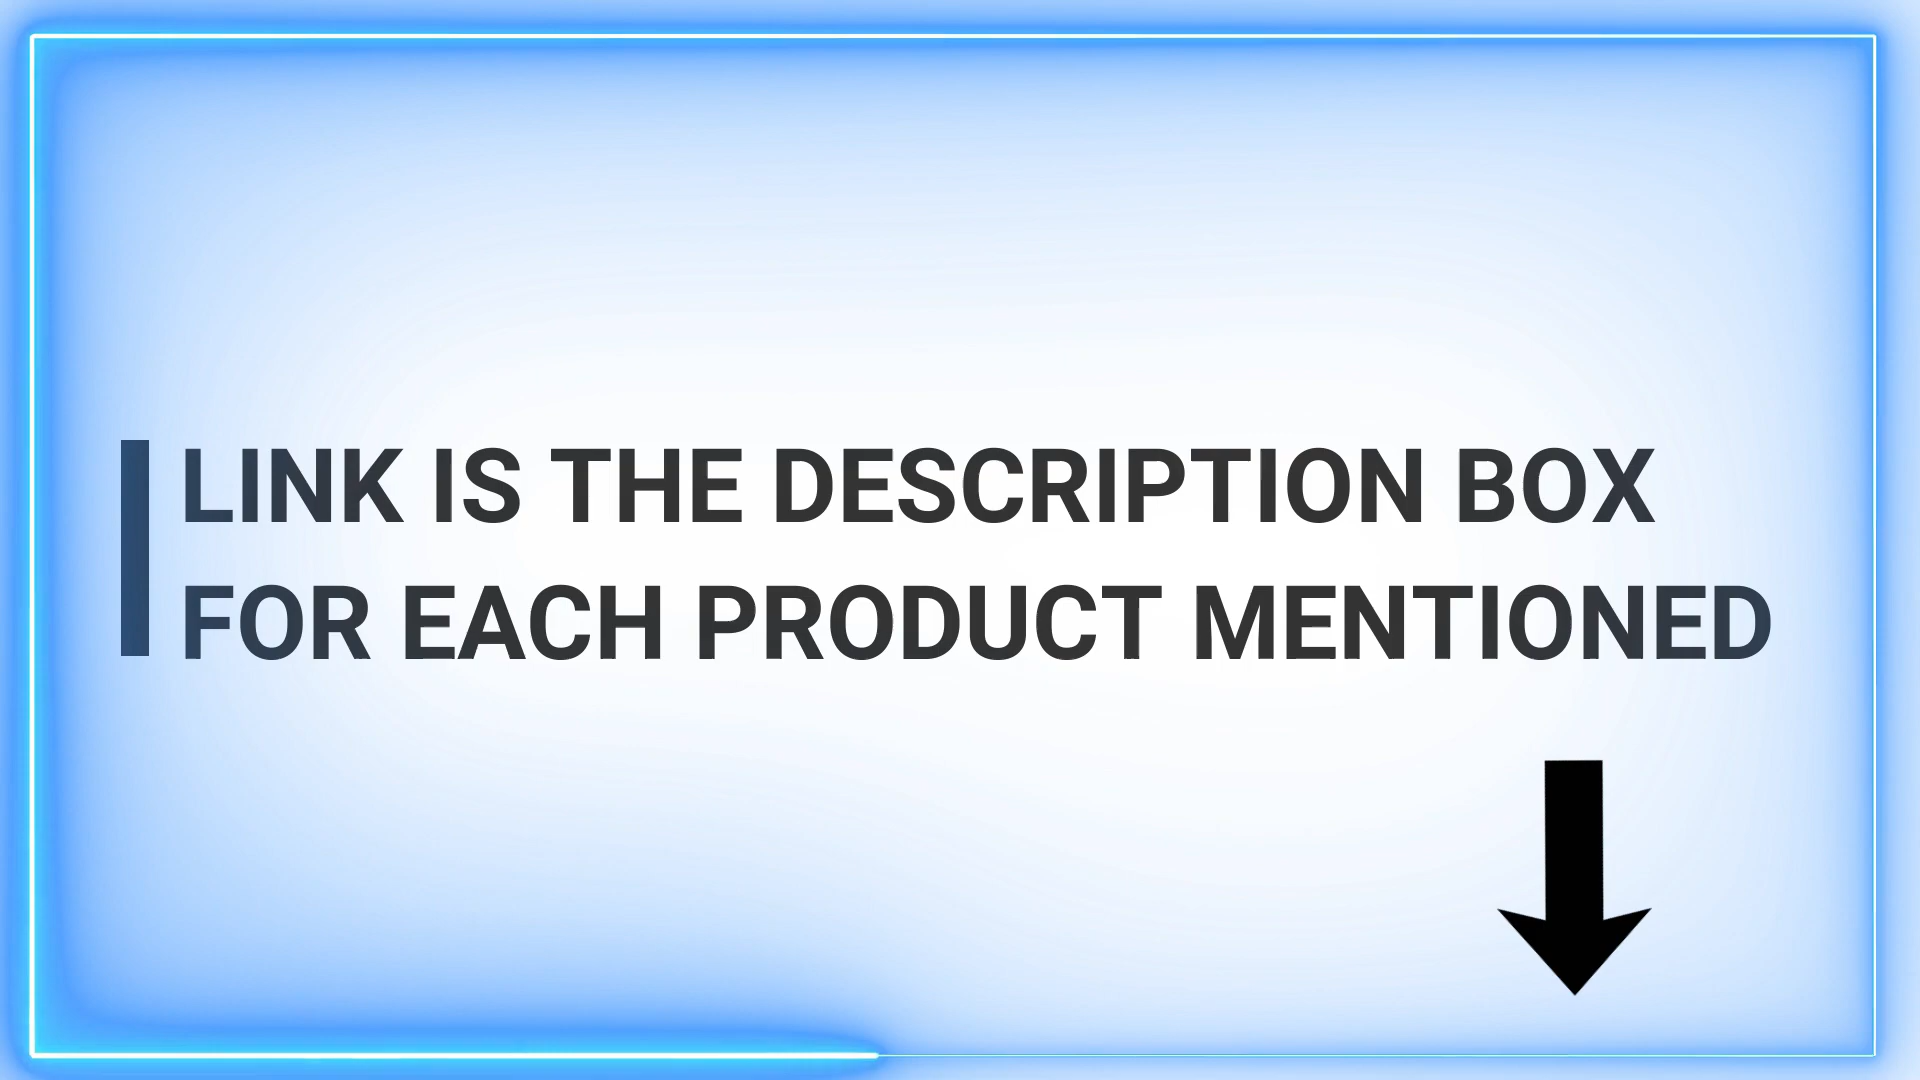 LINK IS THE DESCRIPTION BOX
FOR EACH PRODUCT MENTIONED